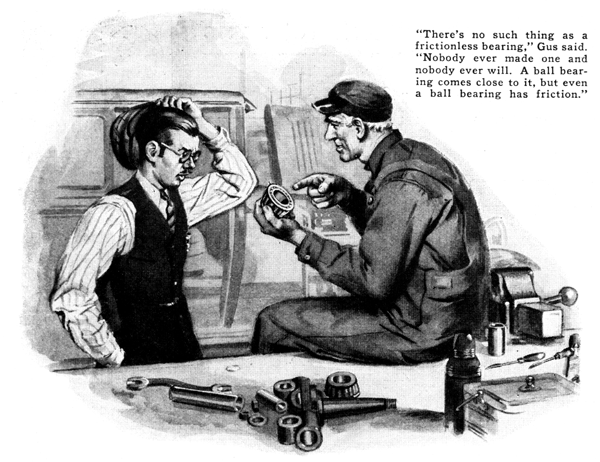 "There's no such thing as a
frictionless bearing," Gus said.
"Nobody ever made one and
nobody ever will. A ball bear-
ing comes close to it, but even
a ball bearing has friction."